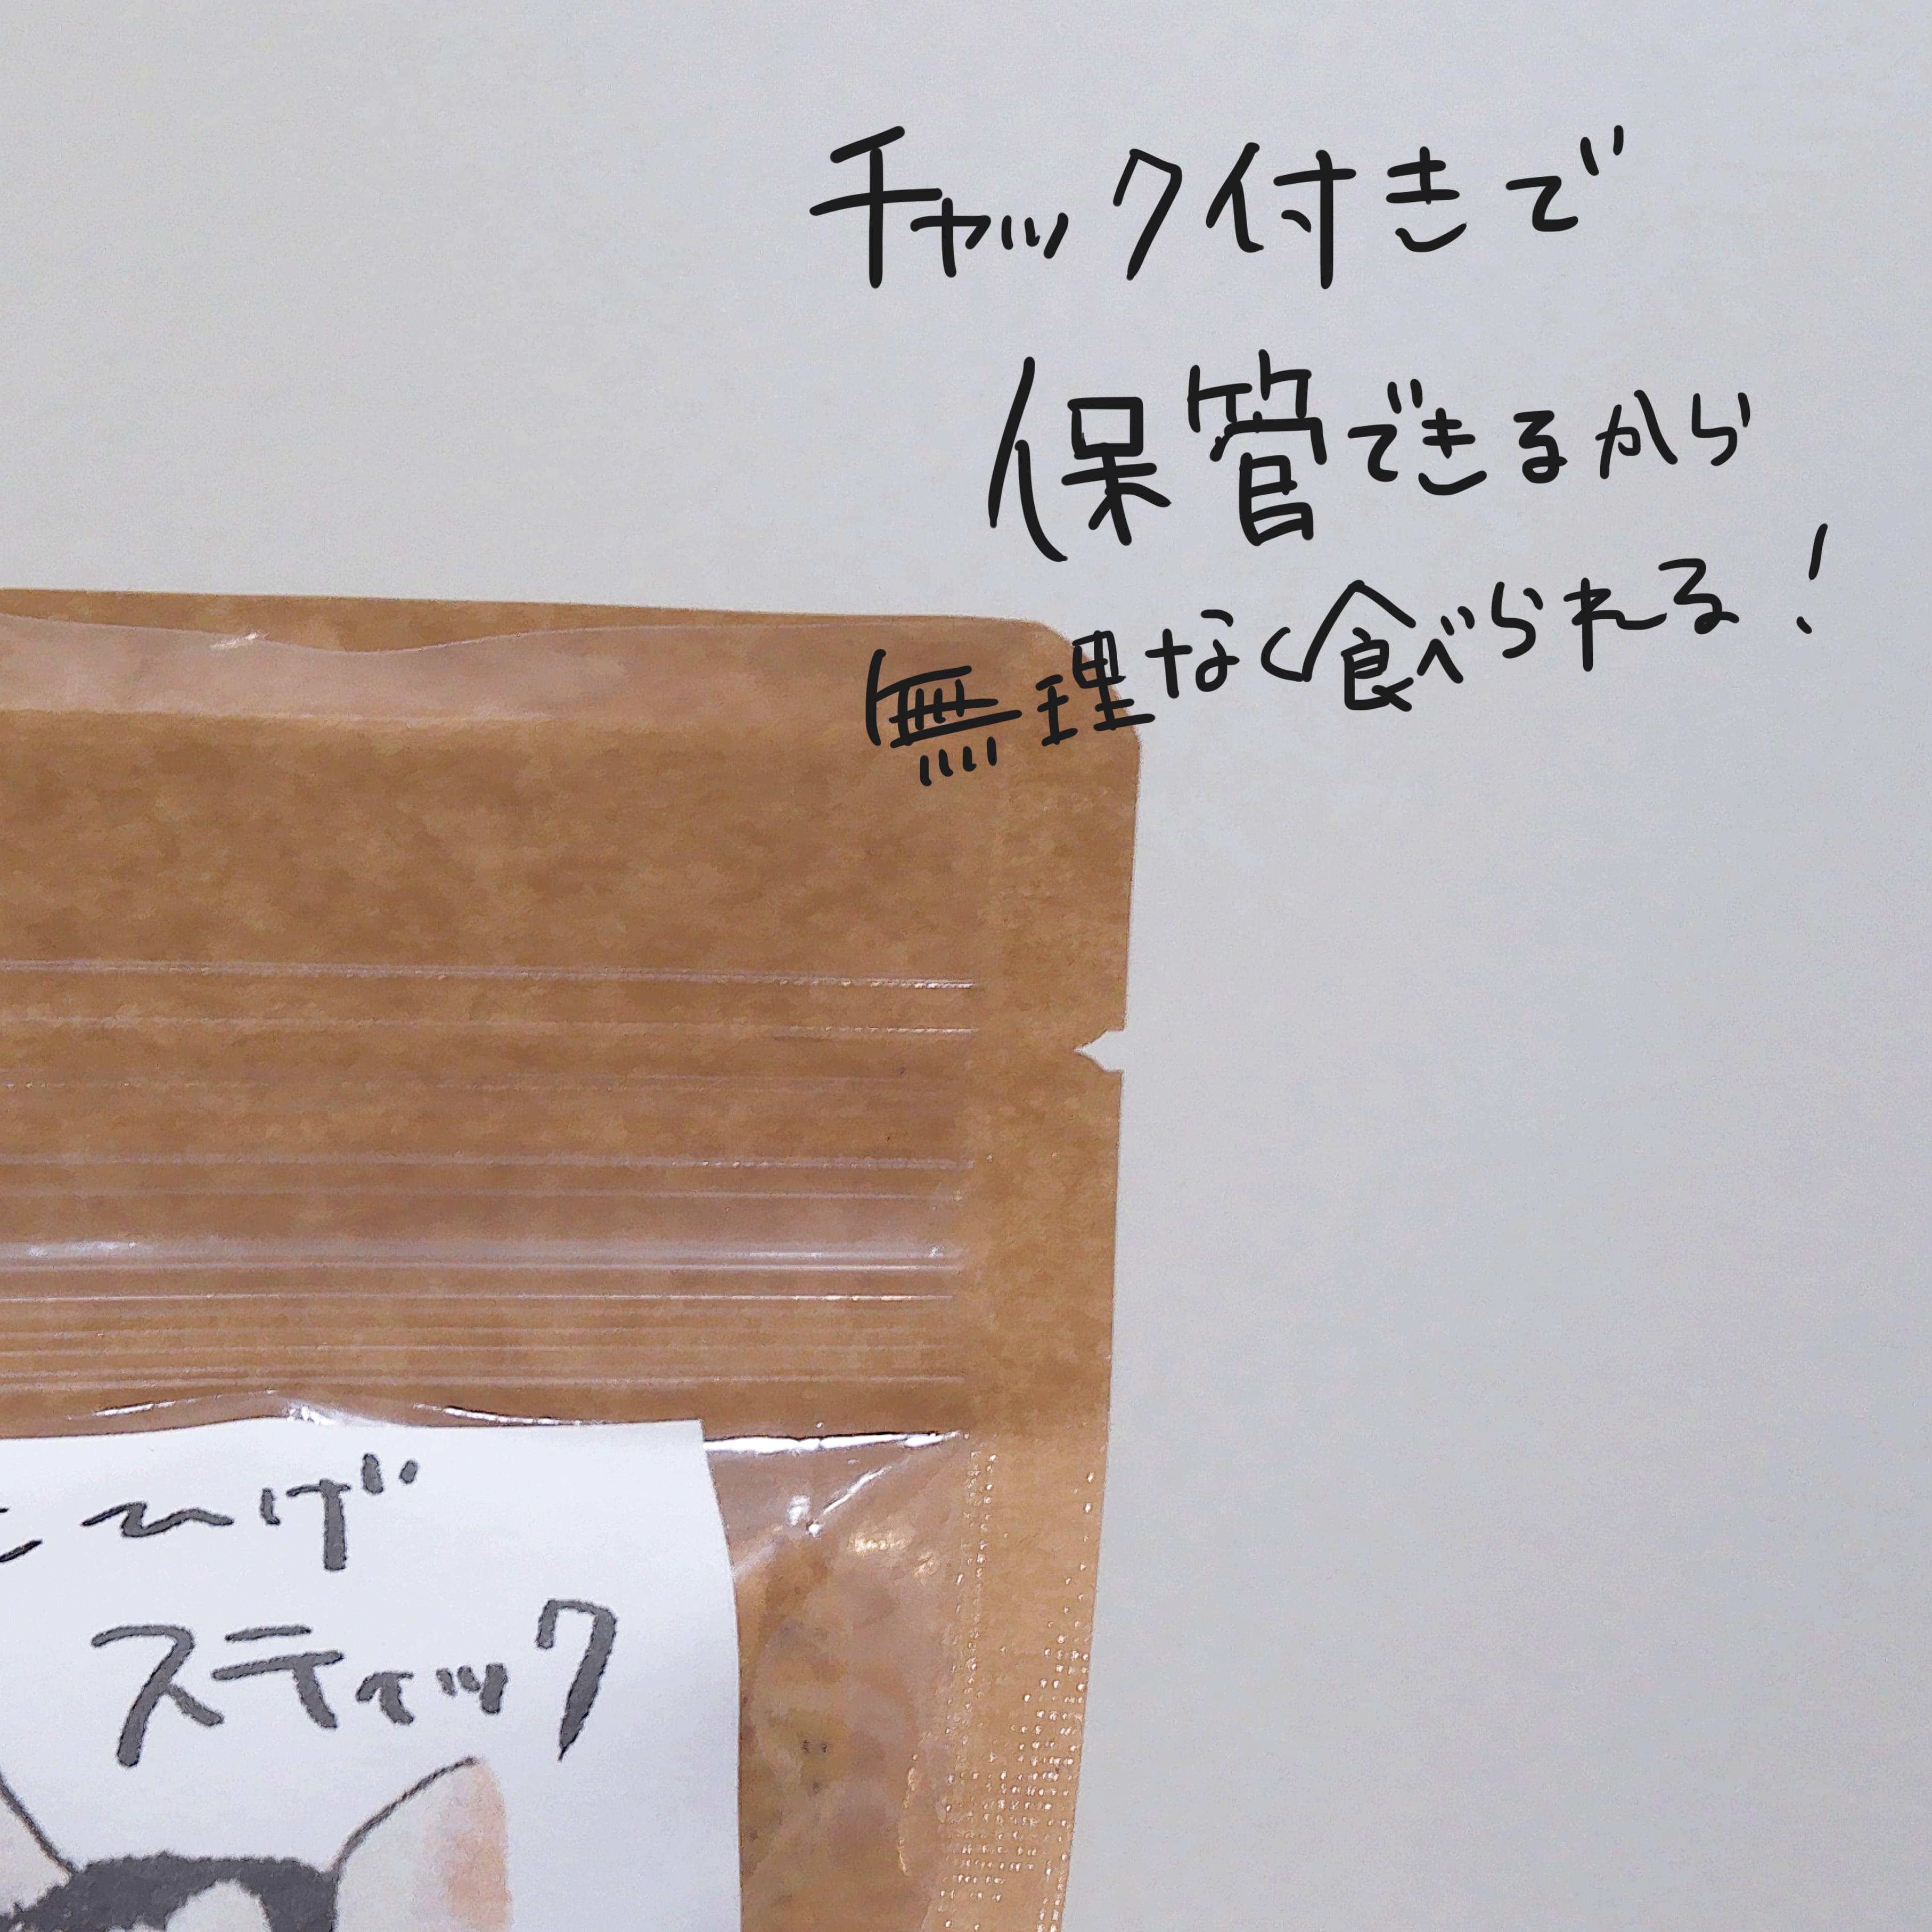 チャック付きで
保管できるから
無理なく食べられる!
ひげ
スティック